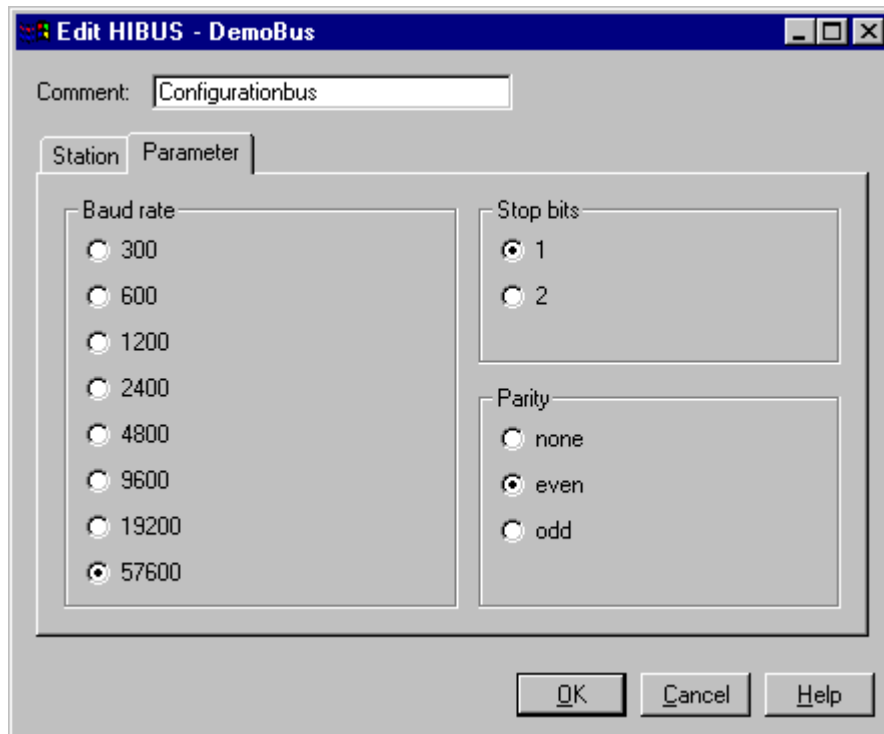 Edit HIBUS - DemoBus
Comment: Configurationbus
Station Parameter
Baud rate
300
600
1200
2400
4800
9600
19200
57600
Stop bits
1
2
Parity
none
even
odd
OK Cancel Help